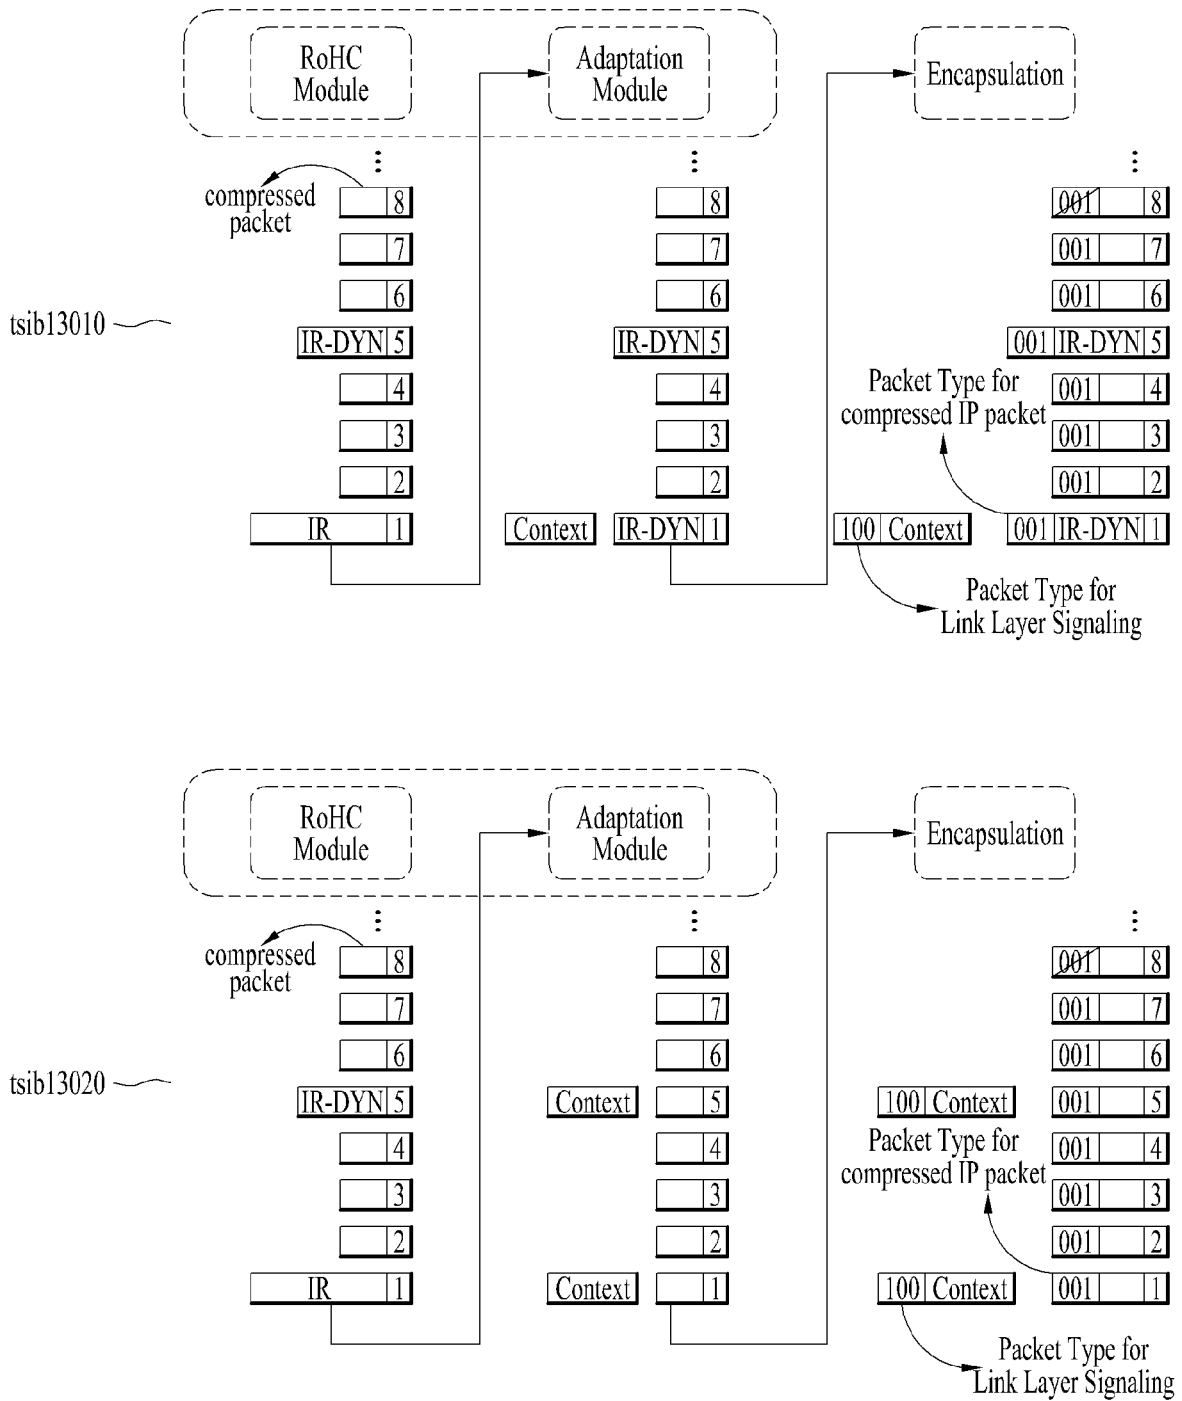 RoHC
Module
Adaptation
Module
Encapsulation
compressed
packet
8 8 001 8
7 7 001 7
6 6 001 6
tsib13010
IR-DYN 5 IR-DYN 5 001 IR-DYN 5
Packet Type for
compressed IP packet
4 4 001 4
3 3 001 3
2 2 001 2
IR 1 Context IR-DYN 1 100 Context 001 IR-DYN 1
Packet Type for
Link Layer Signaling
RoHC
Module
Adaptation
Module
Encapsulation
compressed
packet
8 8 001 8
7 7 001 7
6 6 001 6
tsib13020
IR-DYN 5 Context 5 100 Context 001 5
Packet Type for
compressed IP packet
4 4 001 4
3 3 001 3
2 2 001 2
IR 1 Context 1 100 Context 001 1
Packet Type for
Link Layer Signaling